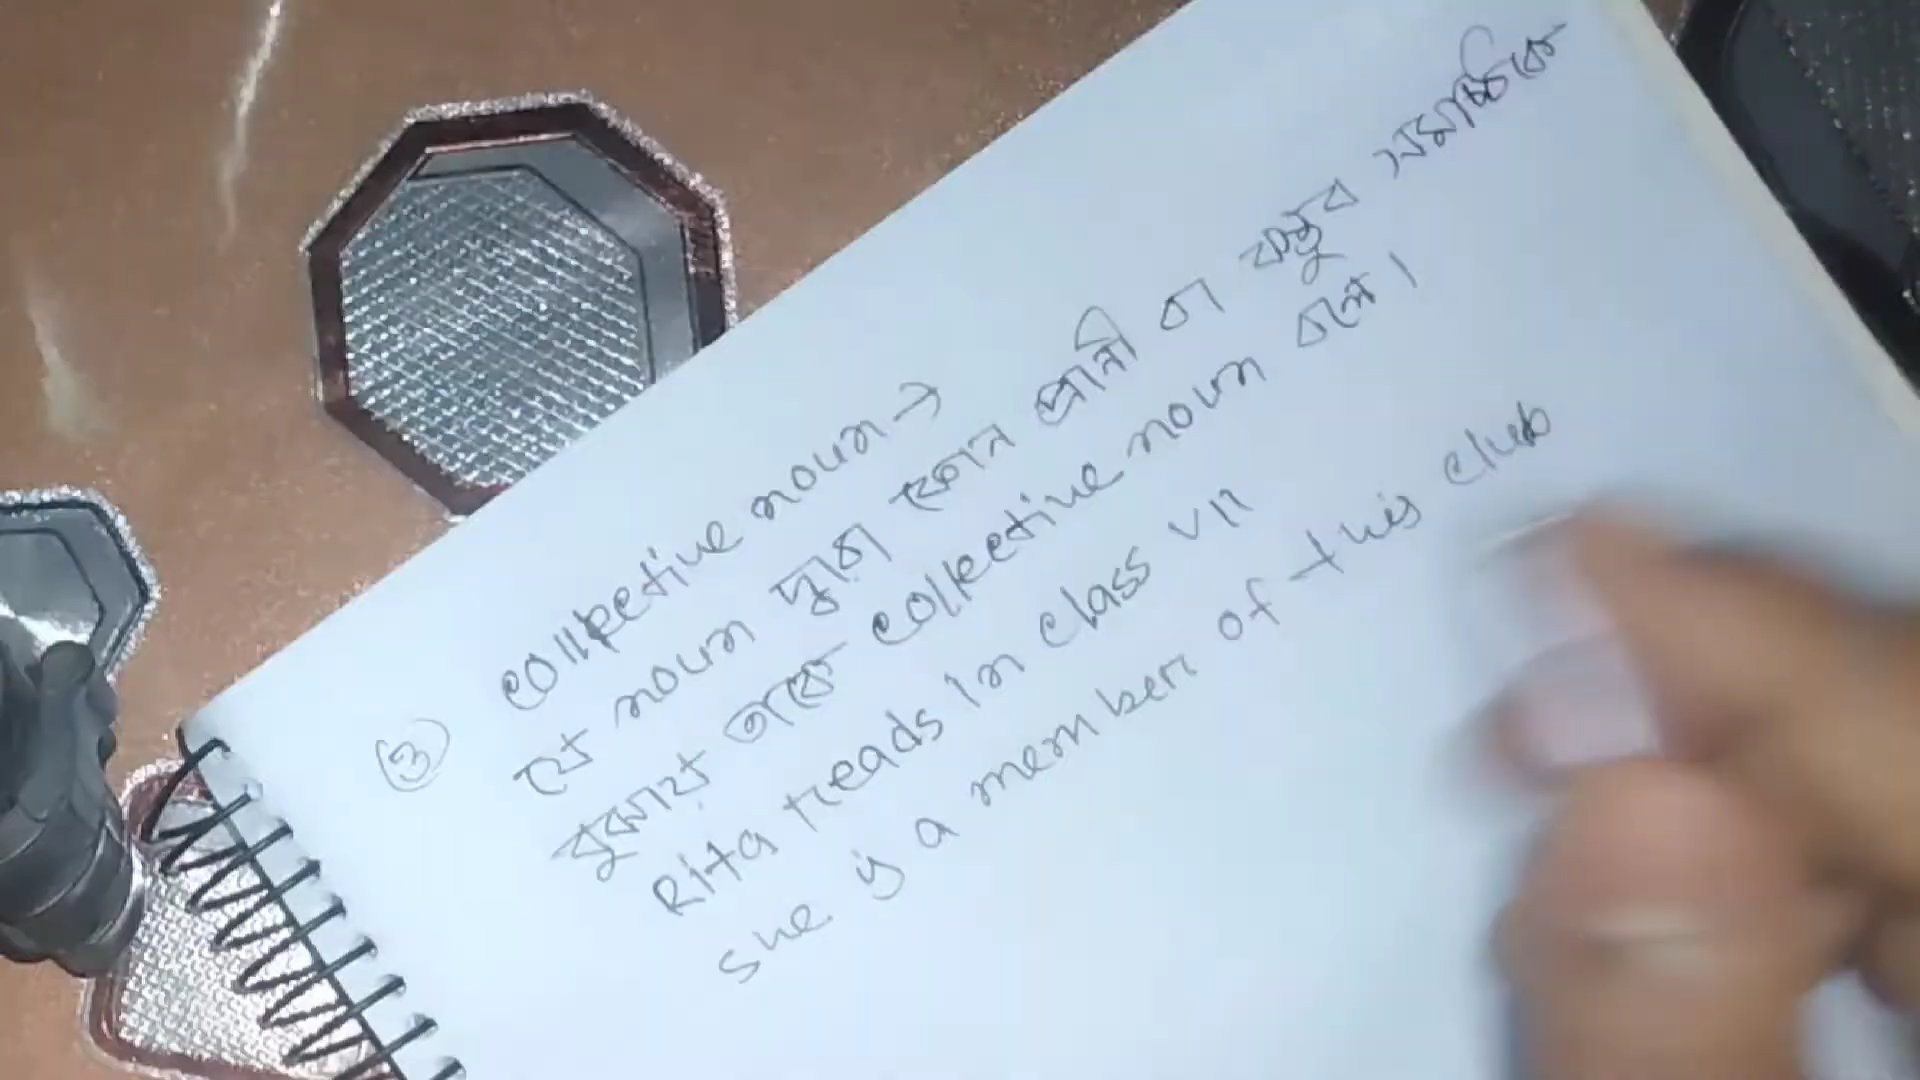 ③ collective noun →
যে noun দ্বারা কোন প্রানী বা বস্তুর সমষ্টিকে
বুঝায় তাকে collective noun বলে।
Rita reads in class VII
She is a member of this club